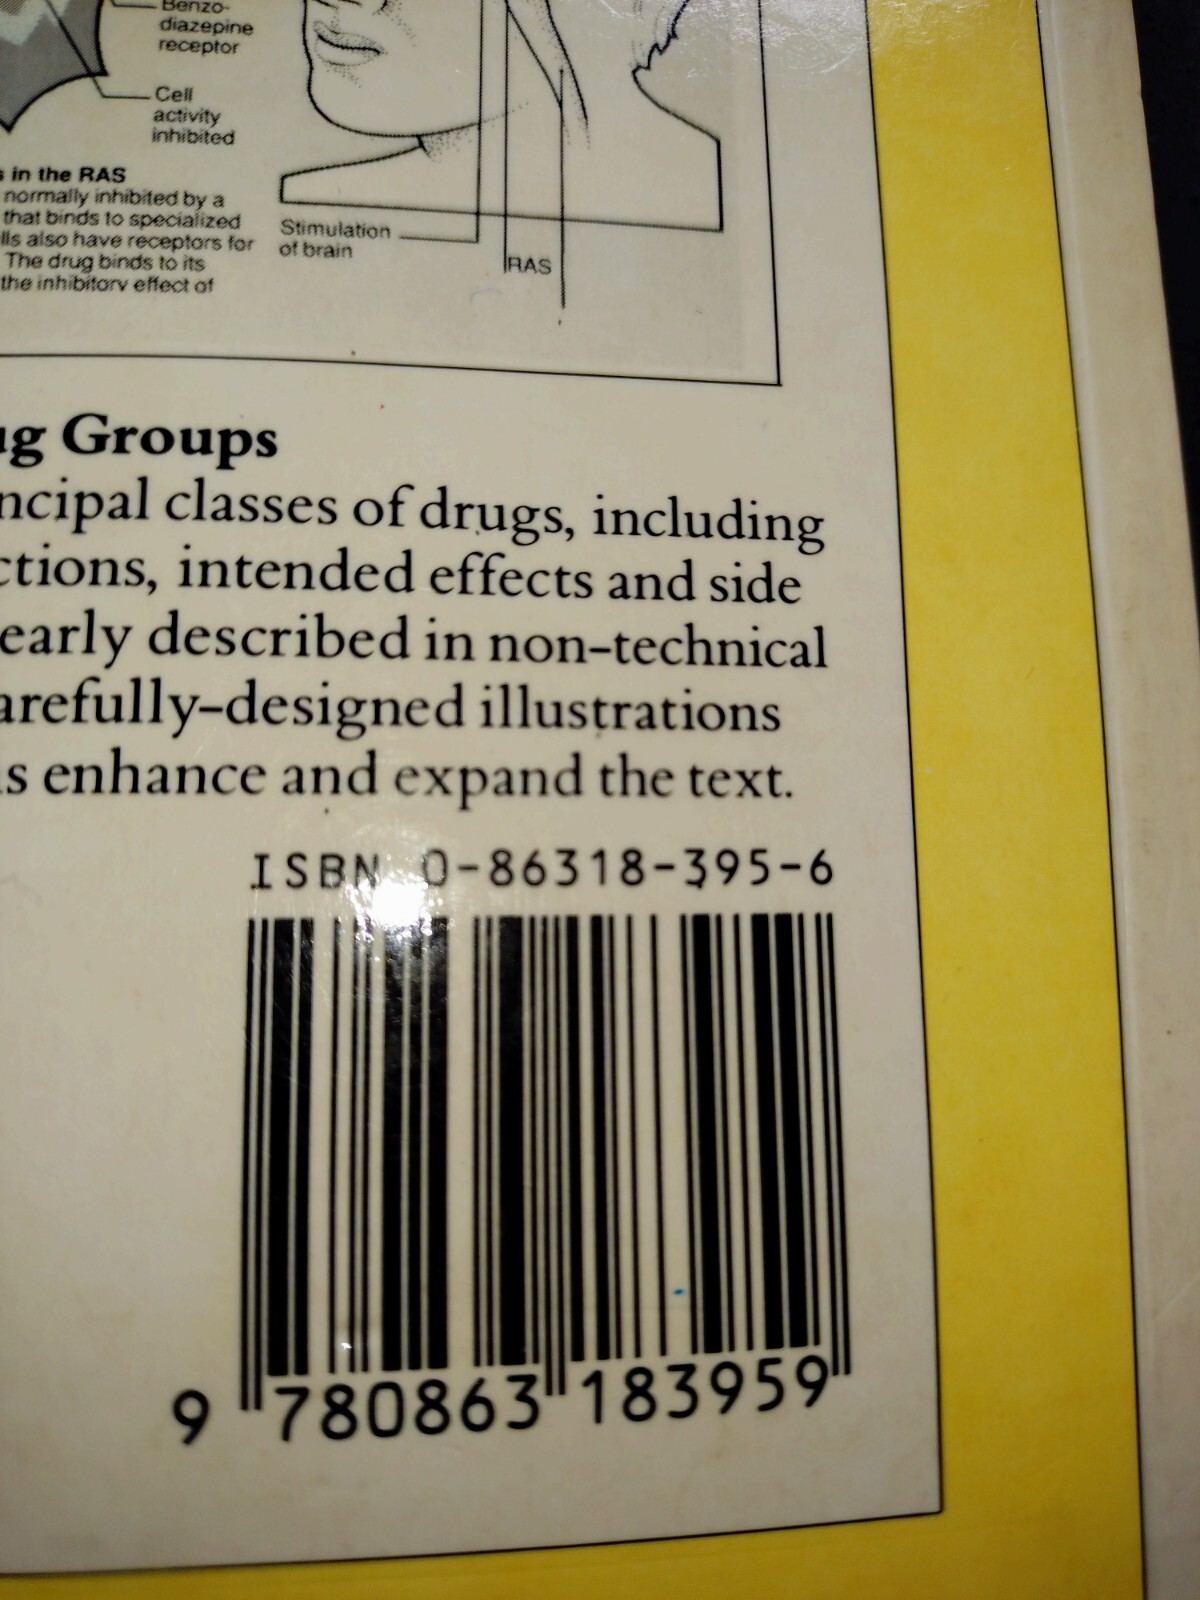 Benzo-
diazepine
receptor
Cell
activity
inhibited
s in the RAS
normally inhibited by a
that binds to specialized
lls also have receptors for
The drug binds to its
the inhibitory effect of
Stimulation
of brain
RAS
ug Groups
ncipal classes of drugs, including
ctions, intended effects and side
early described in non-technical
arefully-designed illustrations
s enhance and expand the text.
ISBN 0-86318-395-6
9 780863 183959